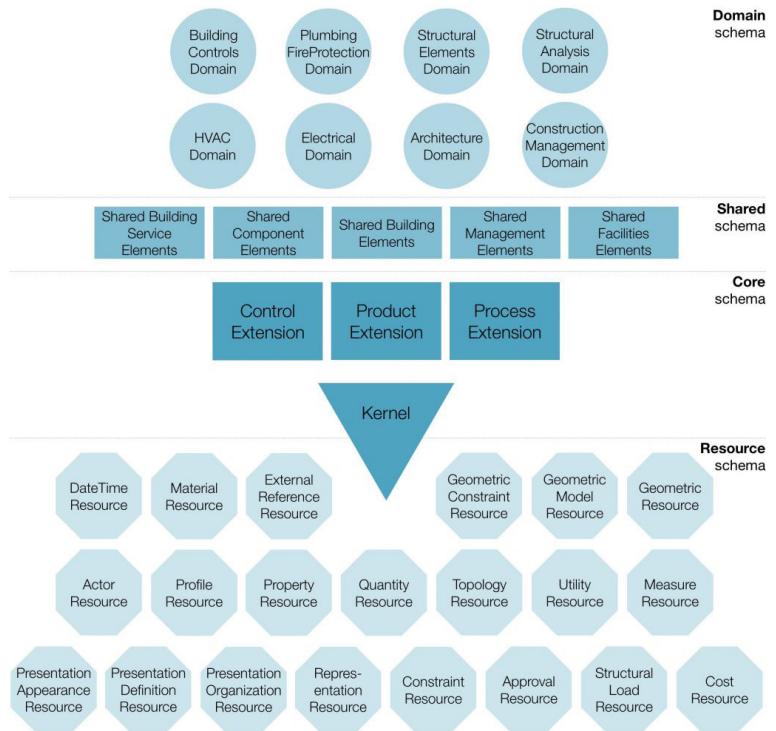 Domain
schema
Building
Controls
Domain
Plumbing
FireProtection
Domain
Structural
Elements
Domain
Structural
Analysis
Domain
HVAC
Domain
Electrical
Domain
Architecture
Domain
Construction
Management
Domain
Shared
schema
Shared Building
Service
Elements
Shared
Component
Elements
Shared Building
Elements
Shared
Management
Elements
Shared
Facilities
Elements
Core
schema
Control
Extension
Product
Extension
Process
Extension
Kernel
Resource
schema
DateTime
Resource
Material
Resource
External
Reference
Resource
Geometric
Constraint
Resource
Geometric
Model
Resource
Geometric
Resource
Actor
Resource
Profile
Resource
Property
Resource
Quantity
Resource
Topology
Resource
Utility
Resource
Measure
Resource
Presentation
Appearance
Resource
Presentation
Definition
Resource
Presentation
Organization
Resource
Repres-
entation
Resource
Constraint
Resource
Approval
Resource
Structural
Load
Resource
Cost
Resource